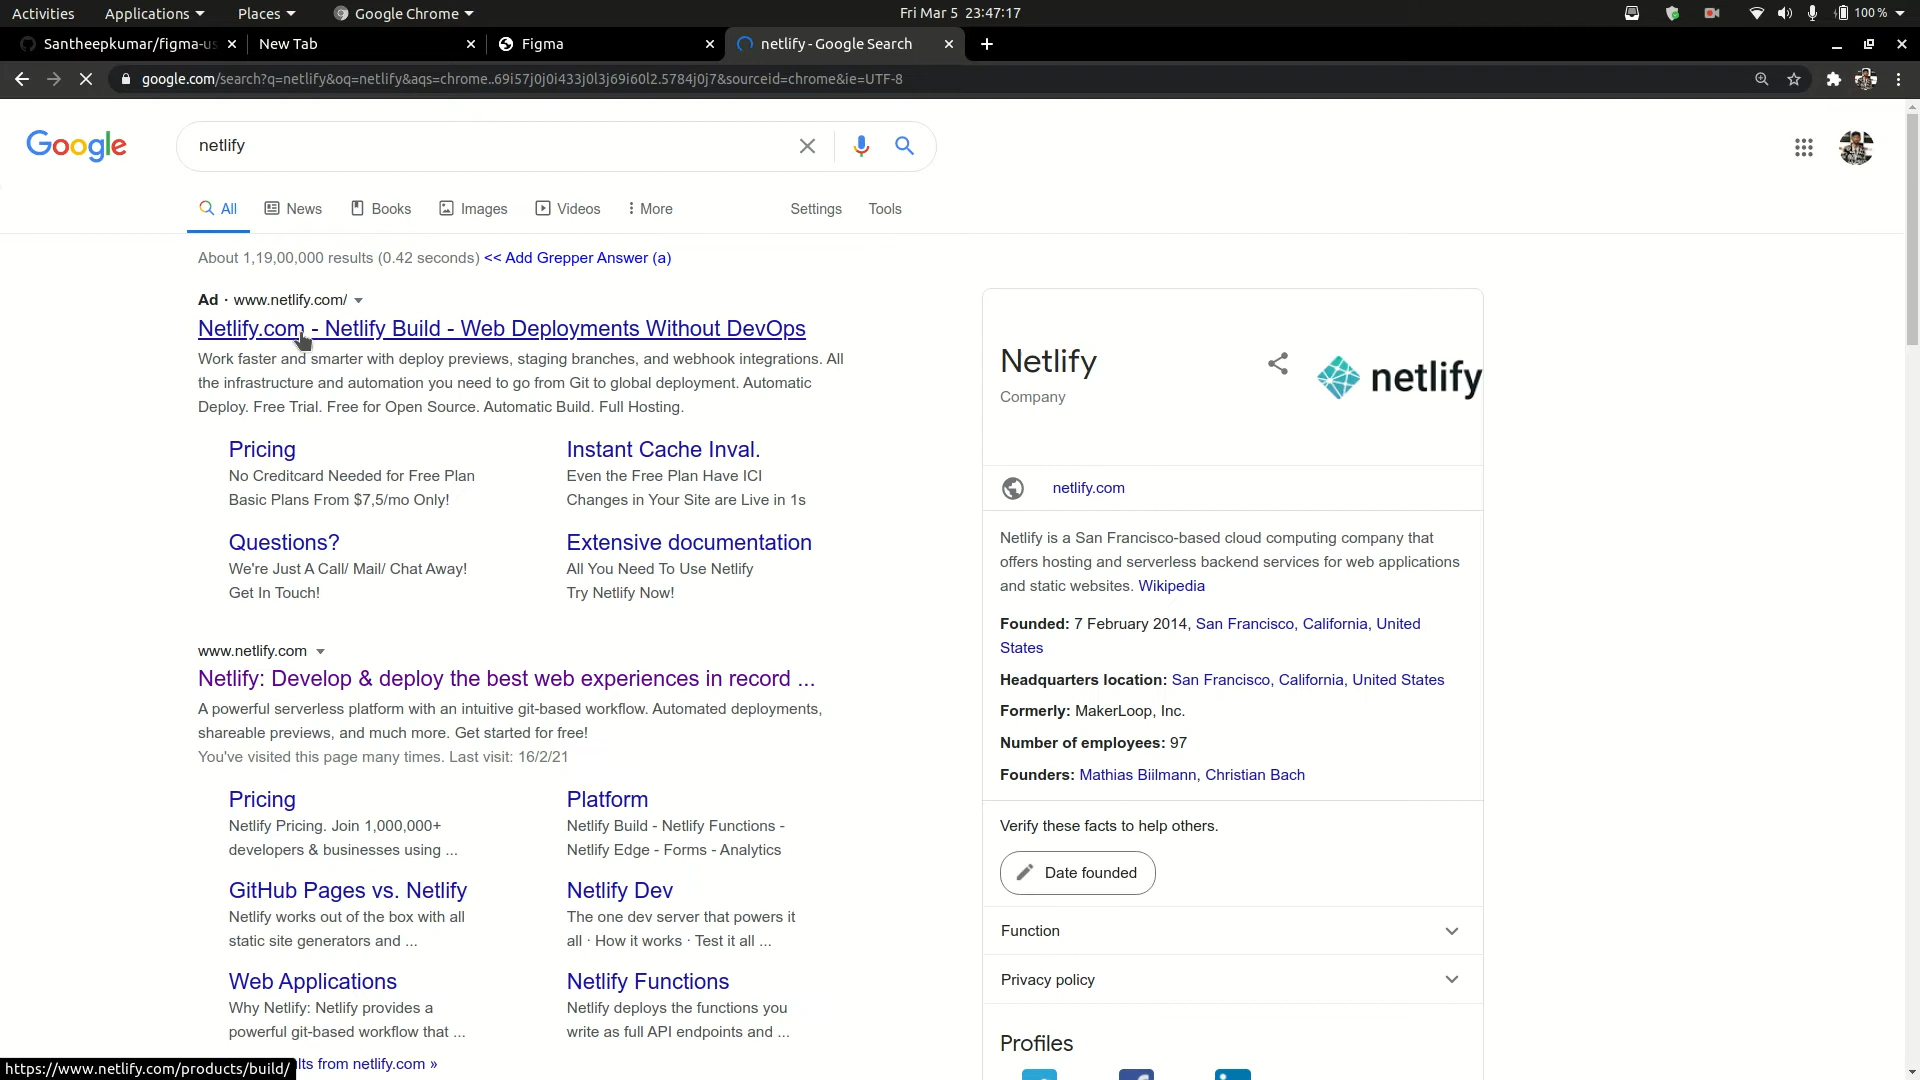 Activities Applications Places Google Chrome Fri Mar 5 23:47:17 100 %
Santheepkumar/figma-us New Tab Figma netlify - Google Search
google.com/search?q=netlify&oq=netlify&aqs=chrome..69i57j0j0i433j0l3j69i60l2.5784j0j7&sourceid=chrome&ie=UTF-8
Google netlify
All News Books Images Videos More Settings Tools
About 1,19,00,000 results (0.42 seconds) << Add Grepper Answer (a)
Ad · www.netlify.com/
Netlify.com - Netlify Build - Web Deployments Without DevOps
Work faster and smarter with deploy previews, staging branches, and webhook integrations. All
the infrastructure and automation you need to go from Git to global deployment. Automatic
Deploy. Free Trial. Free for Open Source. Automatic Build. Full Hosting.
Pricing
No Creditcard Needed for Free Plan
Basic Plans From $7,5/mo Only!
Instant Cache Inval.
Even the Free Plan Have ICI
Changes in Your Site are Live in 1s
Questions?
We're Just A Call/ Mail/ Chat Away!
Get In Touch!
Extensive documentation
All You Need To Use Netlify
Try Netlify Now!
www.netlify.com
Netlify: Develop & deploy the best web experiences in record ...
A powerful serverless platform with an intuitive git-based workflow. Automated deployments,
shareable previews, and much more. Get started for free!
You've visited this page many times. Last visit: 16/2/21
Pricing
Netlify Pricing. Join 1,000,000+
developers & businesses using ...
Platform
Netlify Build - Netlify Functions -
Netlify Edge - Forms - Analytics
GitHub Pages vs. Netlify
Netlify works out of the box with all
static site generators and ...
Netlify Dev
The one dev server that powers it
all · How it works · Test it all ...
Web Applications
Why Netlify: Netlify provides a
powerful git-based workflow that ...
Netlify Functions
Netlify deploys the functions you
write as full API endpoints and ...
lts from netlify.com »
https://www.netlify.com/products/build/
Netlify
Company
netlify
netlify.com
Netlify is a San Francisco-based cloud computing company that
offers hosting and serverless backend services for web applications
and static websites. Wikipedia
Founded: 7 February 2014, San Francisco, California, United
States
Headquarters location: San Francisco, California, United States
Formerly: MakerLoop, Inc.
Number of employees: 97
Founders: Mathias Biilmann, Christian Bach
Verify these facts to help others.
Date founded
Function
Privacy policy
Profiles